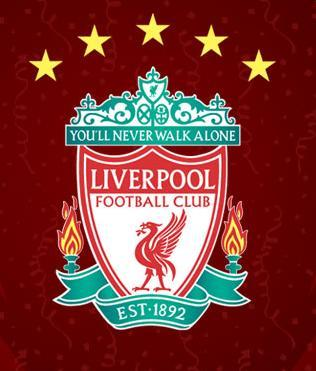 YOU'LL NEVER WALK ALONE
LIVERPOOL
FOOTBALL CLUB
EST·1892